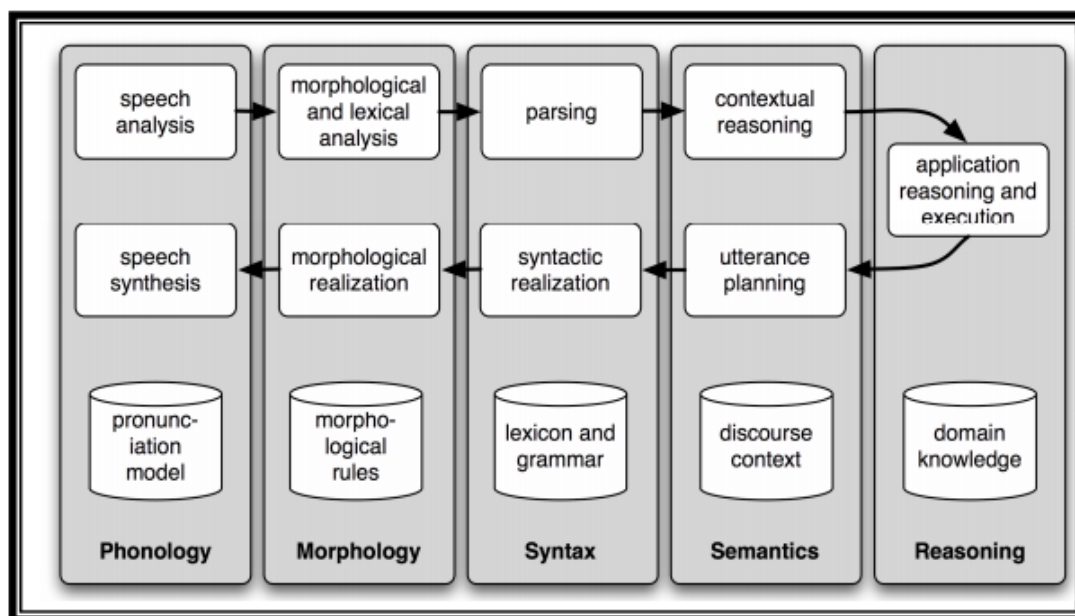 speech
analysis
morphological
and lexical
analysis
parsing
contextual
reasoning
application
reasoning and
execution
speech
synthesis
morphological
realization
syntactic
realization
utterance
planning
pronunc-
iation
model
morpho-
logical
rules
lexicon and
grammar
discourse
context
domain
knowledge
Phonology
Morphology
Syntax
Semantics
Reasoning